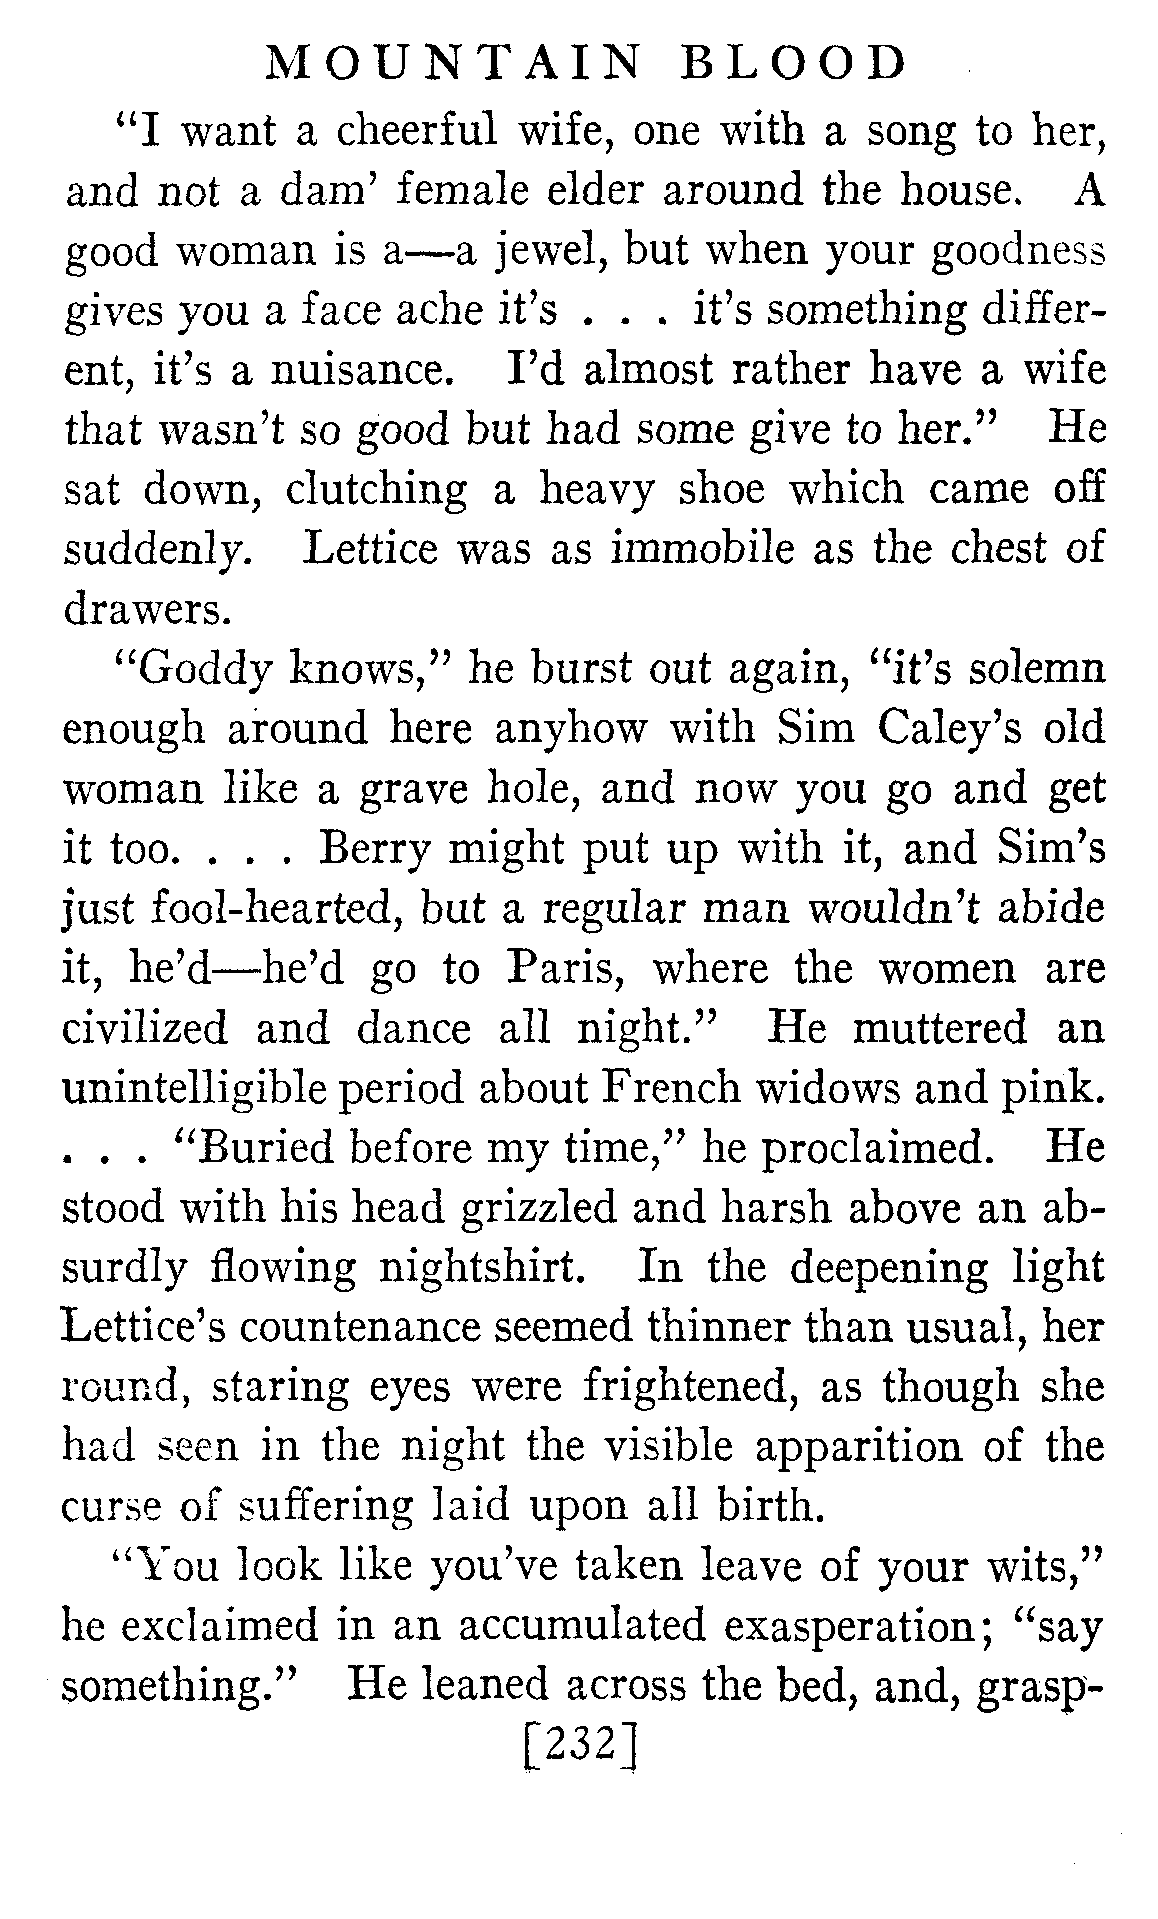 MOUNTAIN BLOOD
“I want a cheerful wife, one with a song to her,
and not a dam’ female elder around the house. A
good woman is a—a jewel, but when your goodness
gives you a face ache it’s . . . it’s something differ-
ent, it’s a nuisance. I’d almost rather have a wife
that wasn’t so good but had some give to her.” He
sat down, clutching a heavy shoe which came off
suddenly. Lettice was as immobile as the chest of
drawers.
“Goddy knows,” he burst out again, “it’s solemn
enough around here anyhow with Sim Caley’s old
woman like a grave hole, and now you go and get
it too. . . . Berry might put up with it, and Sim’s
just fool-hearted, but a regular man wouldn’t abide
it, he’d—he’d go to Paris, where the women are
civilized and dance all night.” He muttered an
unintelligible period about French widows and pink.
. . . “Buried before my time,” he proclaimed. He
stood with his head grizzled and harsh above an ab-
surdly flowing nightshirt. In the deepening light
Lettice’s countenance seemed thinner than usual, her
round, staring eyes were frightened, as though she
had seen in the night the visible apparition of the
curse of suffering laid upon all birth.
“You look like you’ve taken leave of your wits,”
he exclaimed in an accumulated exasperation; “say
something.” He leaned across the bed, and, grasp-
[232]